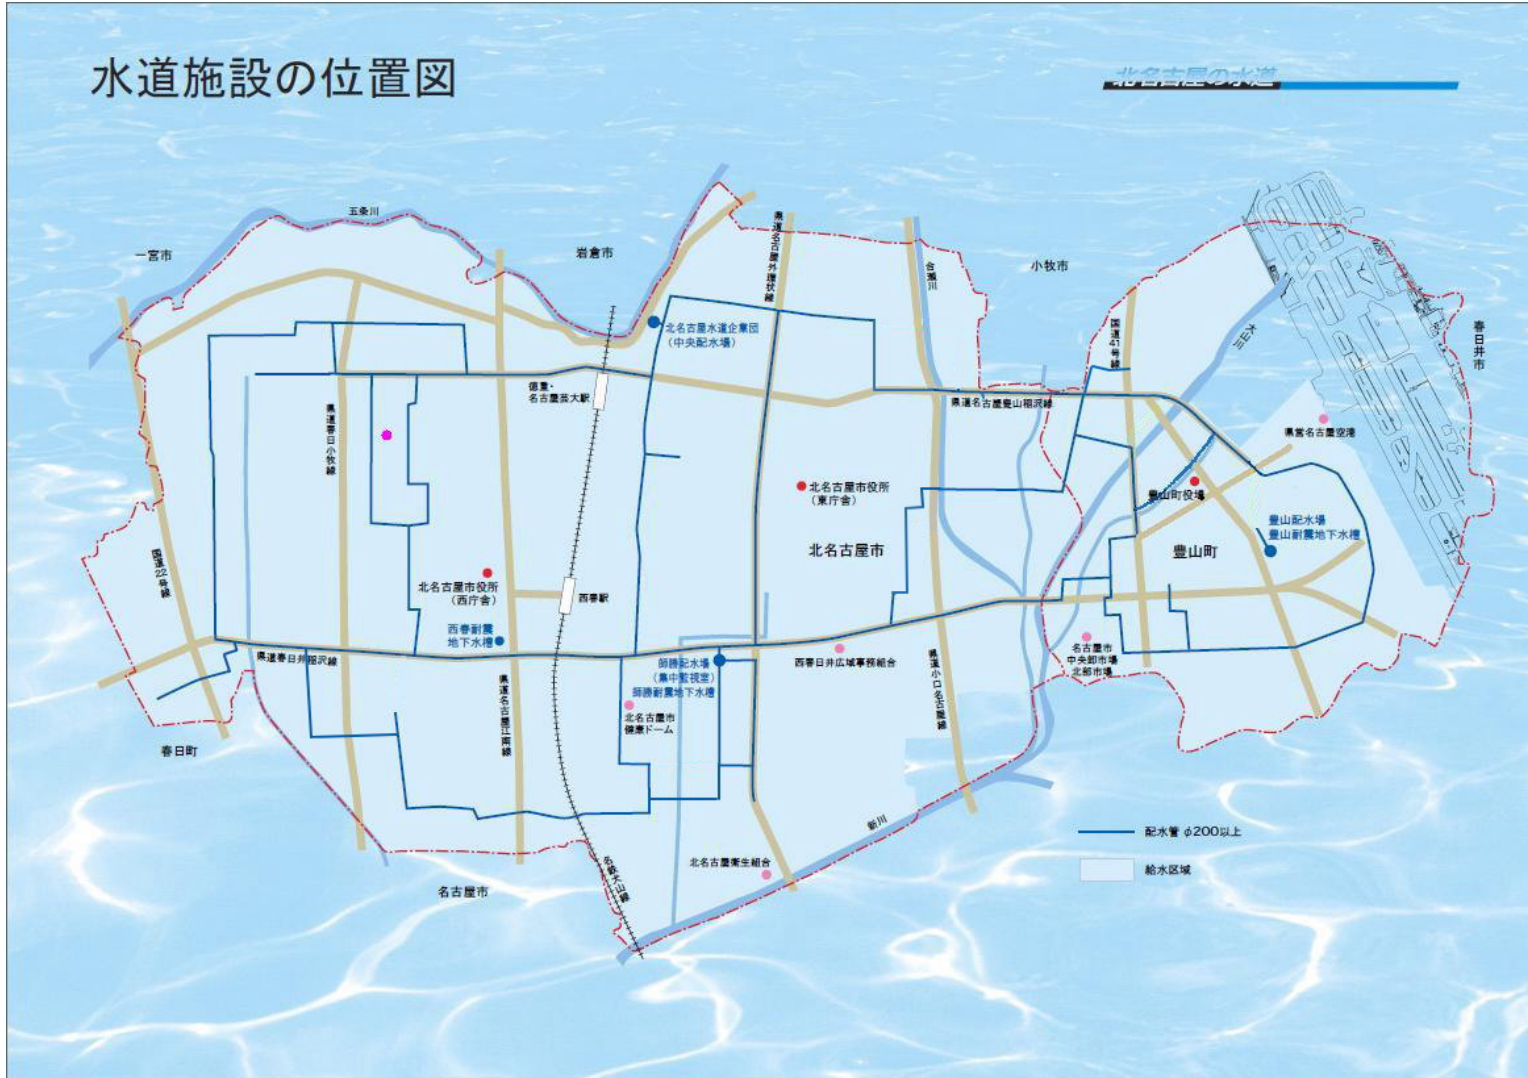 水道施設の位置図
北名古屋の水道
五条川
一宮市
岩倉市
県道名古屋外環状線
合瀬川
小牧市
国道41号線
大山川
春日井市
北名古屋水道企業団
(中央配水場)
徳重・
名古屋芸大駅
県道春日小牧線
県道名古屋豊山稲沢線
県営名古屋空港
北名古屋市役所
(東庁舎)
豊山町役場
豊山配水場
豊山耐震地下水槽
北名古屋市
豊山町
国道22号線
北名古屋市役所
(西庁舎)
西春駅
西春耐震
地下水槽
県道春日井稲沢線
師勝配水場
(集中監視室)
師勝耐震地下水槽
西春日井広域事務組合
名古屋市
中央卸市場
北部市場
県道名古屋江南線
県道小口名古屋線
北名古屋市
健康ドーム
春日町
新川
配水管 φ200以上
北名古屋衛生組合
給水区域
名鉄犬山線
名古屋市